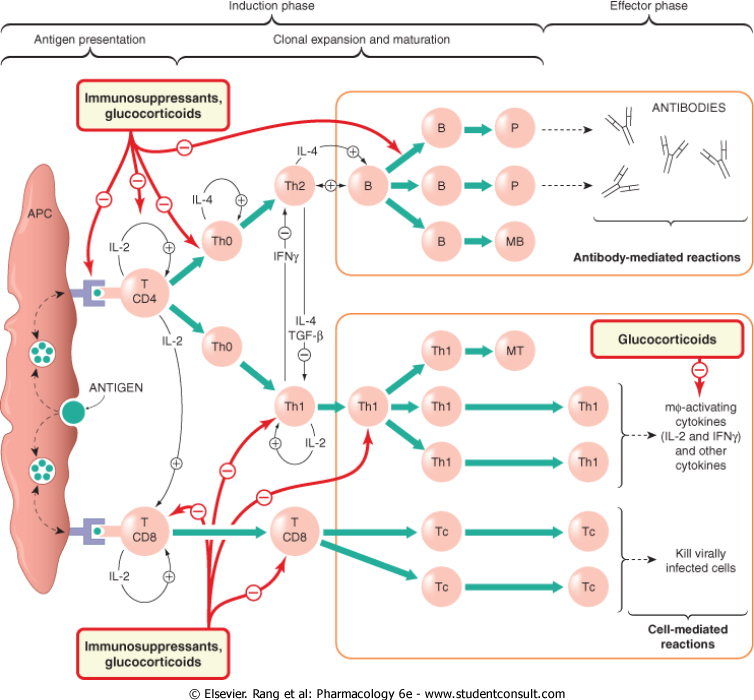 Induction phase
Effector phase
Antigen presentation
Clonal expansion and maturation
Immunosuppressants,
glucocorticoids
APC
ANTIGEN
IL-2
T
CD4
IL-2
IL-4
Th0
Th0
IL-4
Th2
IFNγ
IL-4
TGF-β
Th1
IL-2
B
B
P
B
P
B
MB
ANTIBODIES
Antibody-mediated reactions
Th1
Th1
MT
Th1
Th1
Th1
Th1
Glucocorticoids
mϕ-activating
cytokines
(IL-2 and IFNγ)
and other
cytokines
T
CD8
IL-2
T
CD8
Tc
Tc
Tc
Tc
Kill virally
infected cells
Cell-mediated
reactions
Immunosuppressants,
glucocorticoids
© Elsevier. Rang et al: Pharmacology 6e - www.studentconsult.com